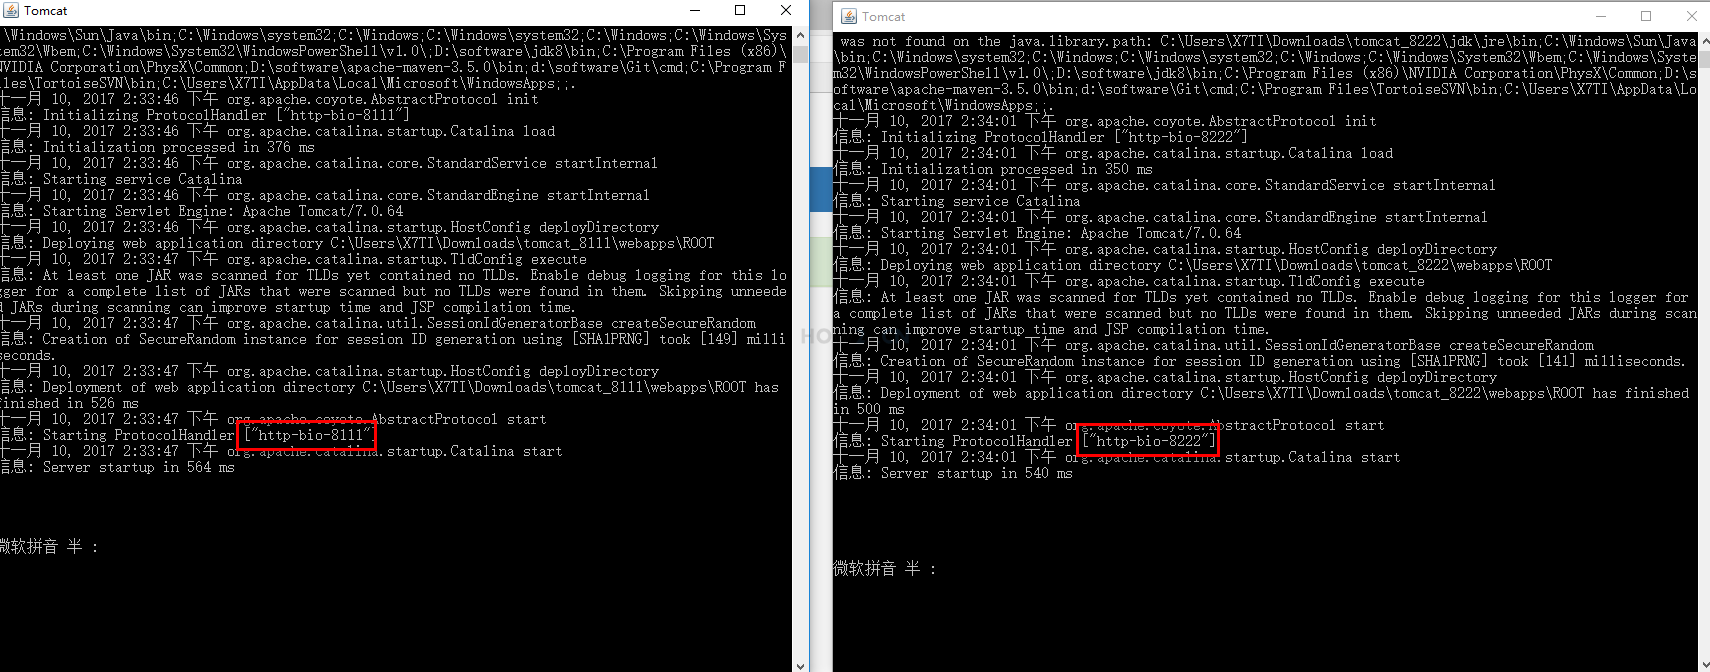 Tomcat
\Windows\Sun\Java\bin;C:\Windows\system32;C:\Windows;C:\Windows\system32;C:\Windows;C:\Windows\Sys
tem32\Wbem;C:\Windows\System32\WindowsPowerShell\v1.0\;D:\software\jdk8\bin;C:\Program Files (x86)\
NVIDIA Corporation\PhysX\Common;D:\software\apache-maven-3.5.0\bin;d:\software\Git\cmd;C:\Program F
iles\TortoiseSVN\bin;C:\Users\X7TI\AppData\Local\Microsoft\WindowsApps;;.
十一月 10, 2017 2:33:46 下午 org.apache.coyote.AbstractProtocol init
信息: Initializing ProtocolHandler ["http-bio-8111"]
十一月 10, 2017 2:33:46 下午 org.apache.catalina.startup.Catalina load
信息: Initialization processed in 376 ms
十一月 10, 2017 2:33:46 下午 org.apache.catalina.core.StandardService startInternal
信息: Starting service Catalina
十一月 10, 2017 2:33:46 下午 org.apache.catalina.core.StandardEngine startInternal
信息: Starting Servlet Engine: Apache Tomcat/7.0.64
十一月 10, 2017 2:33:46 下午 org.apache.catalina.startup.HostConfig deployDirectory
信息: Deploying web application directory C:\Users\X7TI\Downloads\tomcat_8111\webapps\ROOT
十一月 10, 2017 2:33:47 下午 org.apache.catalina.startup.TldConfig execute
信息: At least one JAR was scanned for TLDs yet contained no TLDs. Enable debug logging for this lo
gger for a complete list of JARs that were scanned but no TLDs were found in them. Skipping unneede
d JARs during scanning can improve startup time and JSP compilation time.
十一月 10, 2017 2:33:47 下午 org.apache.catalina.util.SessionIdGeneratorBase createSecureRandom
信息: Creation of SecureRandom instance for session ID generation using [SHA1PRNG] took [149] milli
seconds.
十一月 10, 2017 2:33:47 下午 org.apache.catalina.startup.HostConfig deployDirectory
信息: Deployment of web application directory C:\Users\X7TI\Downloads\tomcat_8111\webapps\ROOT has
finished in 526 ms
十一月 10, 2017 2:33:47 下午 org.apache.coyote.AbstractProtocol start
信息: Starting ProtocolHandler ["http-bio-8111"]
十一月 10, 2017 2:33:47 下午 org.apache.catalina.startup.Catalina start
信息: Server startup in 564 ms
微软拼音 半 :
Tomcat
was not found on the java.library.path: C:\Users\X7TI\Downloads\tomcat_8222\jdk\jre\bin;C:\Windows\Sun\Java
\bin;C:\Windows\system32;C:\Windows;C:\Windows\system32;C:\Windows;C:\Windows\System32\Wbem;C:\Windows\Syste
m32\WindowsPowerShell\v1.0\;D:\software\jdk8\bin;C:\Program Files (x86)\NVIDIA Corporation\PhysX\Common;D:\s
oftware\apache-maven-3.5.0\bin;d:\software\Git\cmd;C:\Program Files\TortoiseSVN\bin;C:\Users\X7TI\AppData\Lo
cal\Microsoft\WindowsApps;;.
十一月 10, 2017 2:34:01 下午 org.apache.coyote.AbstractProtocol init
信息: Initializing ProtocolHandler ["http-bio-8222"]
十一月 10, 2017 2:34:01 下午 org.apache.catalina.startup.Catalina load
信息: Initialization processed in 350 ms
十一月 10, 2017 2:34:01 下午 org.apache.catalina.core.StandardService startInternal
信息: Starting service Catalina
十一月 10, 2017 2:34:01 下午 org.apache.catalina.core.StandardEngine startInternal
信息: Starting Servlet Engine: Apache Tomcat/7.0.64
十一月 10, 2017 2:34:01 下午 org.apache.catalina.startup.HostConfig deployDirectory
信息: Deploying web application directory C:\Users\X7TI\Downloads\tomcat_8222\webapps\ROOT
十一月 10, 2017 2:34:01 下午 org.apache.catalina.startup.TldConfig execute
信息: At least one JAR was scanned for TLDs yet contained no TLDs. Enable debug logging for this logger for
a complete list of JARs that were scanned but no TLDs were found in them. Skipping unneeded JARs during scan
ning can improve startup time and JSP compilation time.
十一月 10, 2017 2:34:01 下午 org.apache.catalina.util.SessionIdGeneratorBase createSecureRandom
信息: Creation of SecureRandom instance for session ID generation using [SHA1PRNG] took [141] milliseconds.
十一月 10, 2017 2:34:01 下午 org.apache.catalina.startup.HostConfig deployDirectory
信息: Deployment of web application directory C:\Users\X7TI\Downloads\tomcat_8222\webapps\ROOT has finished
in 500 ms
十一月 10, 2017 2:34:01 下午 org.apache.coyote.AbstractProtocol start
信息: Starting ProtocolHandler ["http-bio-8222"]
十一月 10, 2017 2:34:01 下午 org.apache.catalina.startup.Catalina start
信息: Server startup in 540 ms
微软拼音 半 :